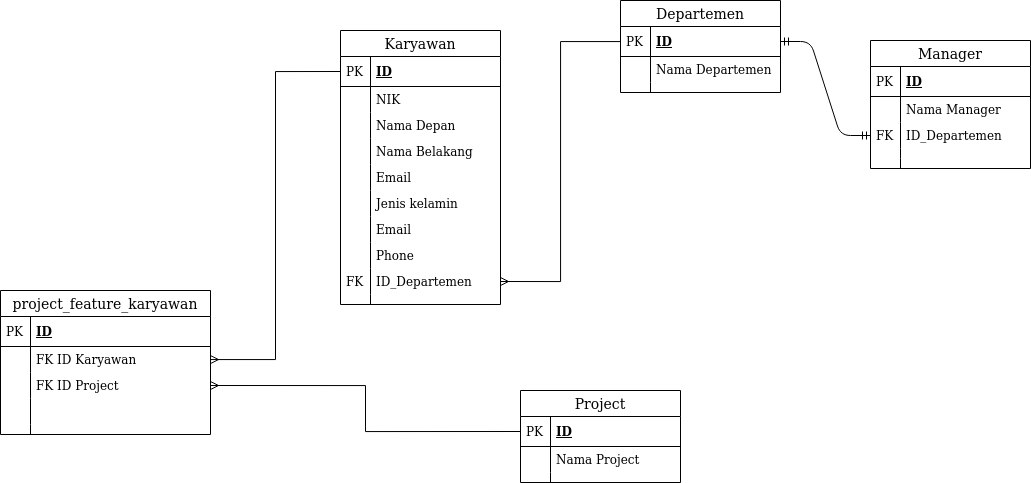 Departemen
PK ID
Nama Departemen
Karyawan
PK ID
NIK
Nama Depan
Nama Belakang
Email
Jenis kelamin
Email
Phone
FK ID_Departemen
Manager
PK ID
Nama Manager
FK ID_Departemen
project_feature_karyawan
PK ID
FK ID Karyawan
FK ID Project
Project
PK ID
Nama Project